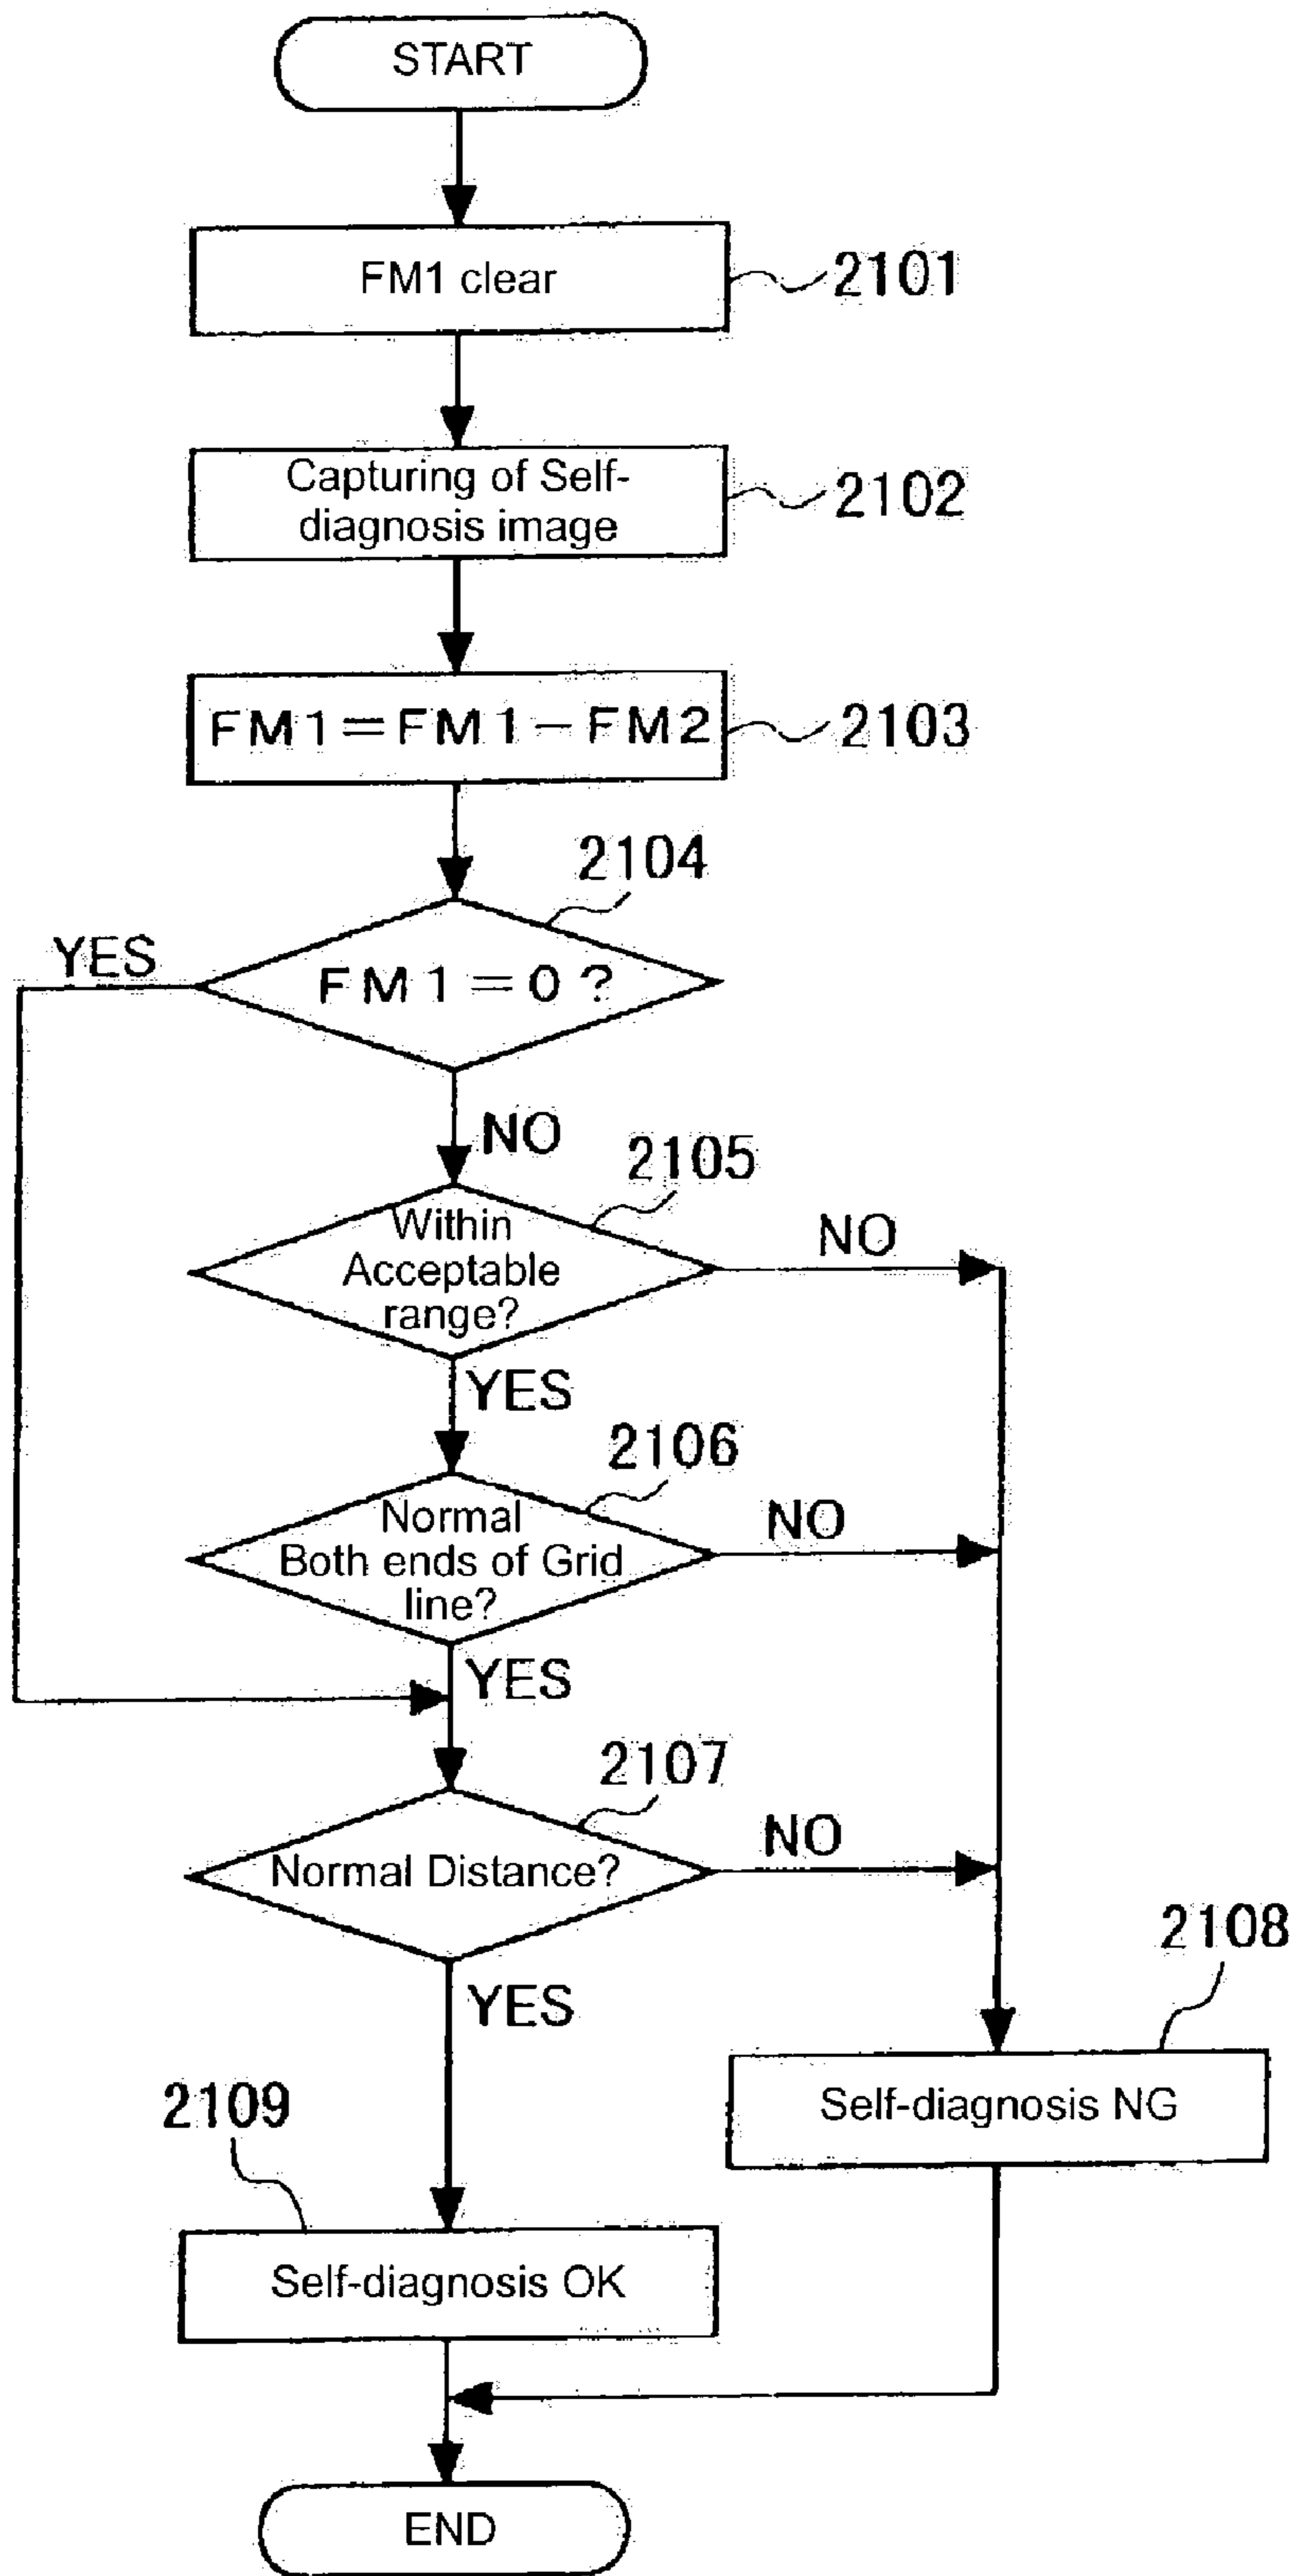 START
FM1 clear
2101
Capturing of Self-
diagnosis image
2102
FM1=FM1-FM2
2103
2104
YES
FM1=0?
NO
2105
Within
Acceptable
range?
NO
YES
2106
Normal
Both ends of Grid
line?
NO
YES
2107
Normal Distance?
NO
YES
2108
Self-diagnosis NG
2109
Self-diagnosis OK
END